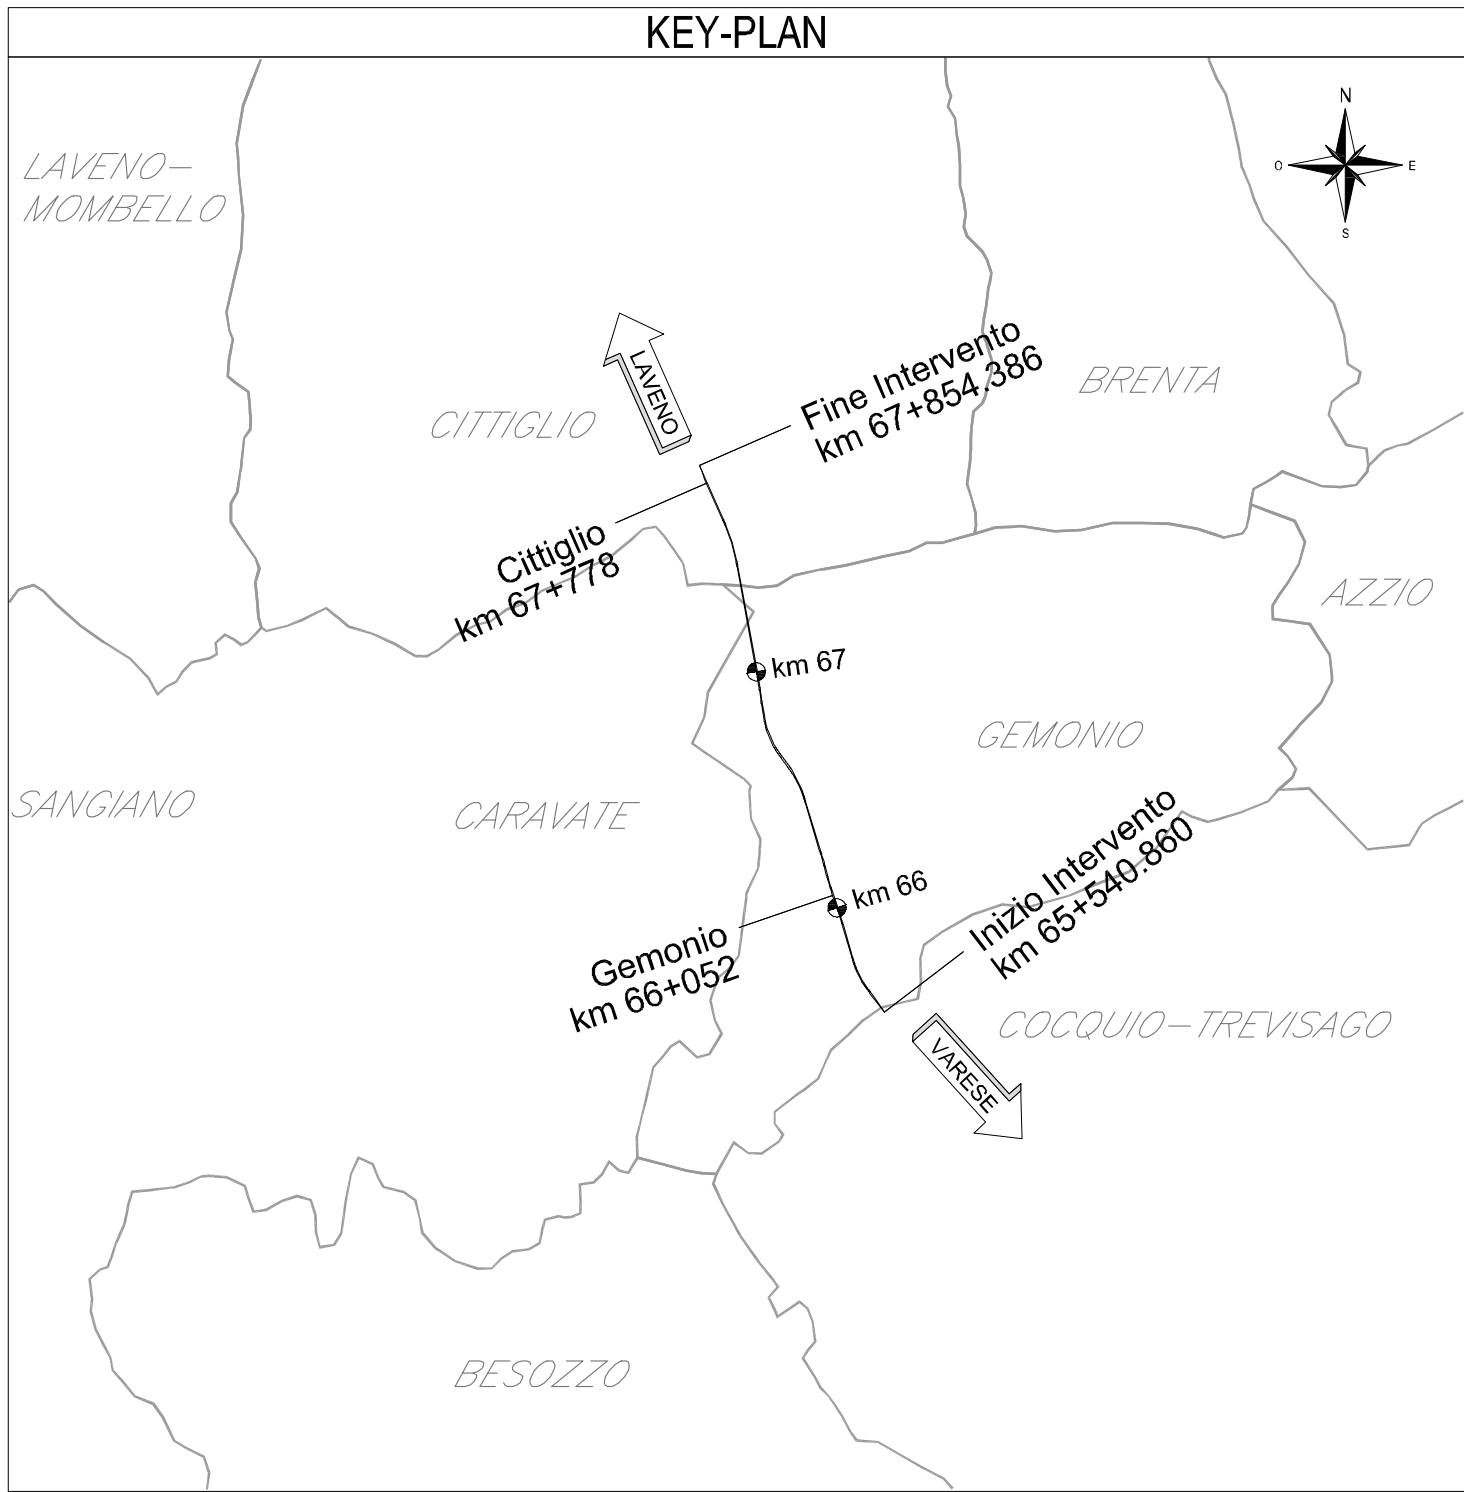 KEY-PLAN
N
O
E
S
LAVENO-
MOMBELLO
LAVENO
Fine Intervento
km 67+854.386
BRENTA
CITTIGLIO
Cittiglio
km 67+778
AZZIO
km 67
GEMONIO
SANGIANO
CARAVATE
Inizio Intervento
km 65+540.860
km 66
Gemonio
km 66+052
COCQUIO-TREVISAGO
VARESE
BESOZZO